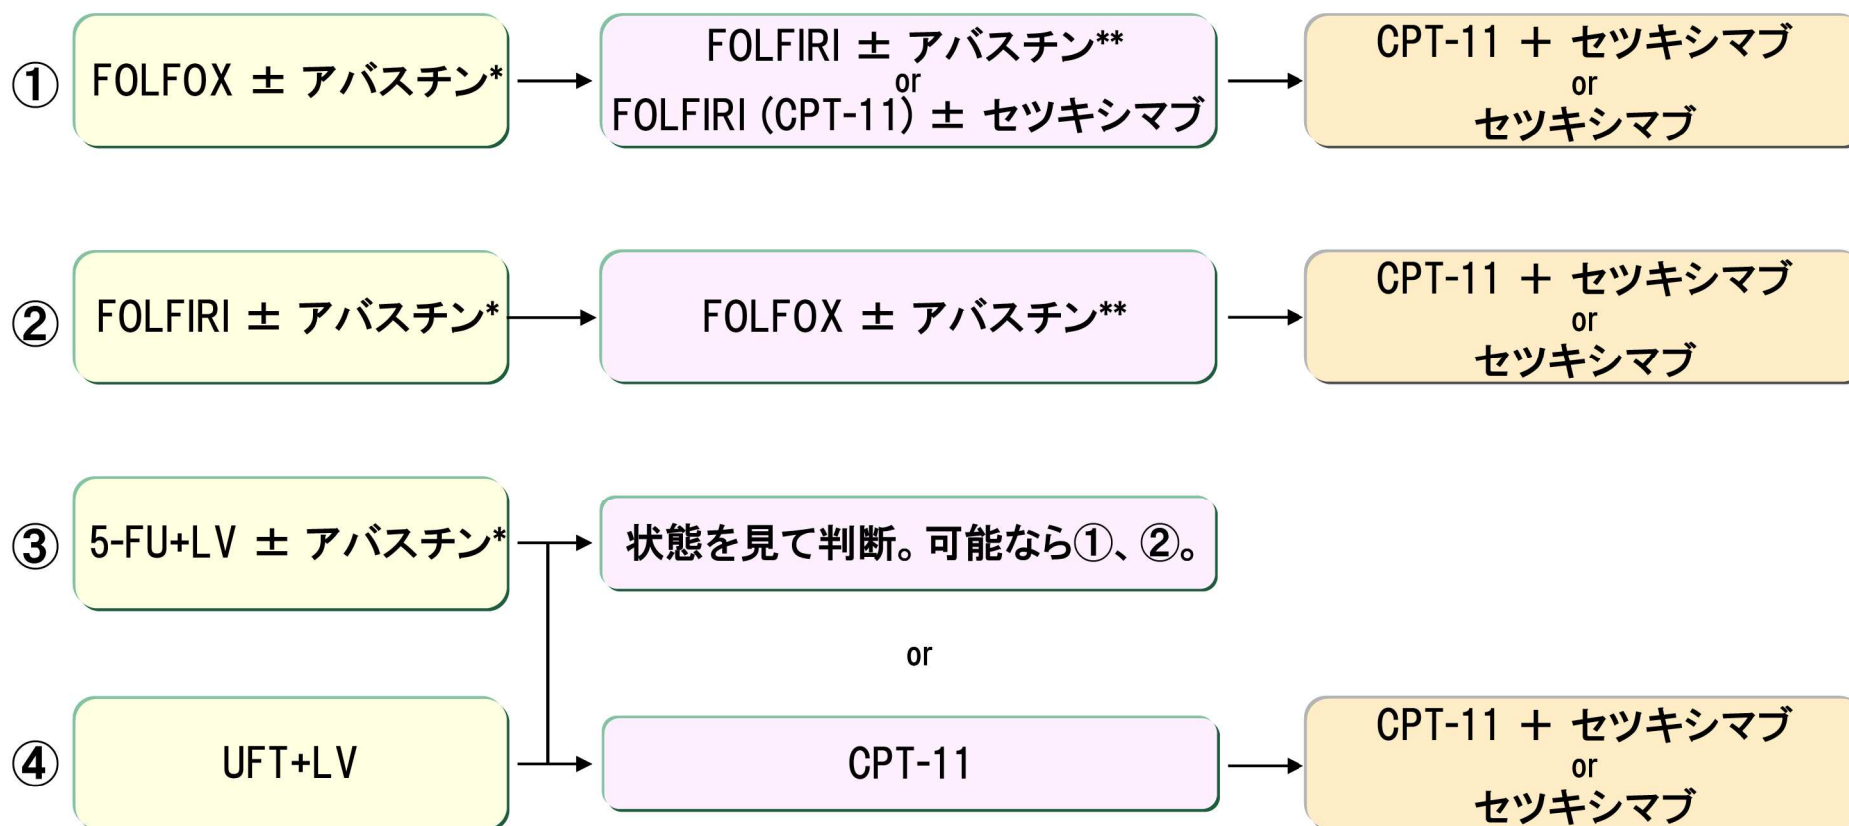 ①
FOLFOX ± アバスチン*
FOLFIRI ± アバスチン**
or
FOLFIRI (CPT-11) ± セツキシマブ
CPT-11 + セツキシマブ
or
セツキシマブ
②
FOLFIRI ± アバスチン*
FOLFOX ± アバスチン**
CPT-11 + セツキシマブ
or
セツキシマブ
③
5-FU+LV ± アバスチン*
状態を見て判断。可能なら①、②。
or
④
UFT+LV
CPT-11
CPT-11 + セツキシマブ
or
セツキシマブ